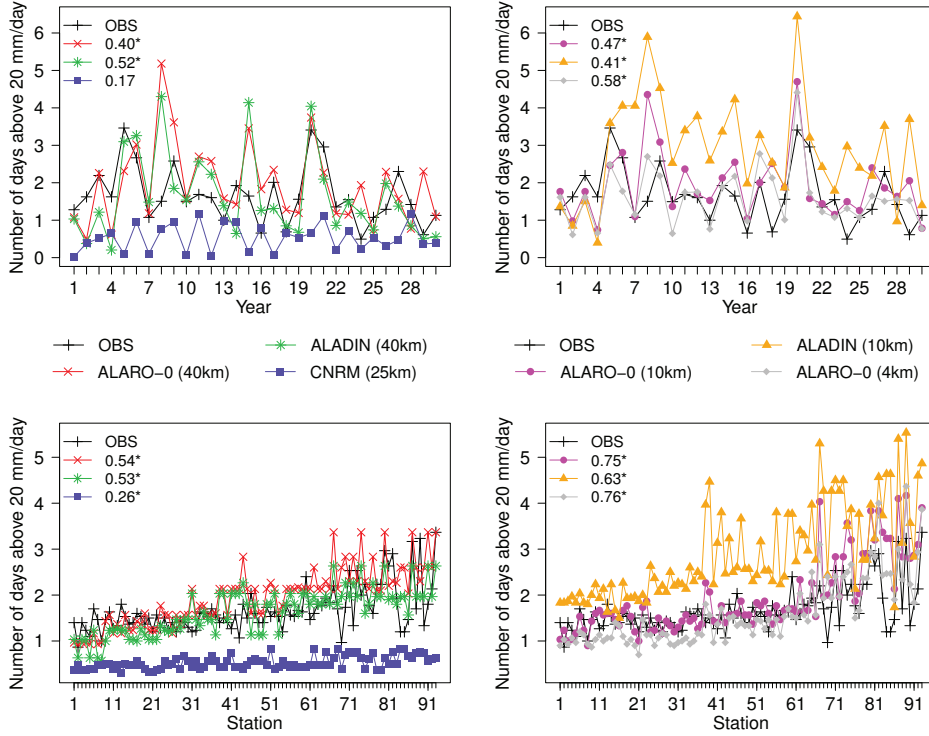 Number of days above 20 mm/day
6
5
4
3
2
1
0
OBS
0.40*
0.52*
0.17
1 4 7 10 13 16 19 22 25 28
Year
Number of days above 20 mm/day
6
5
4
3
2
1
0
OBS
0.47*
0.41*
0.58*
1 4 7 10 13 16 19 22 25 28
Year
OBS
ALADIN (40km)
ALARO-0 (40km)
CNRM (25km)
OBS
ALADIN (10km)
ALARO-0 (10km)
ALARO-0 (4km)
Number of days above 20 mm/day
5
4
3
2
1
OBS
0.54*
0.53*
0.26*
1 11 21 31 41 51 61 71 81 91
Station
Number of days above 20 mm/day
5
4
3
2
1
OBS
0.75*
0.63*
0.76*
1 11 21 31 41 51 61 71 81 91
Station